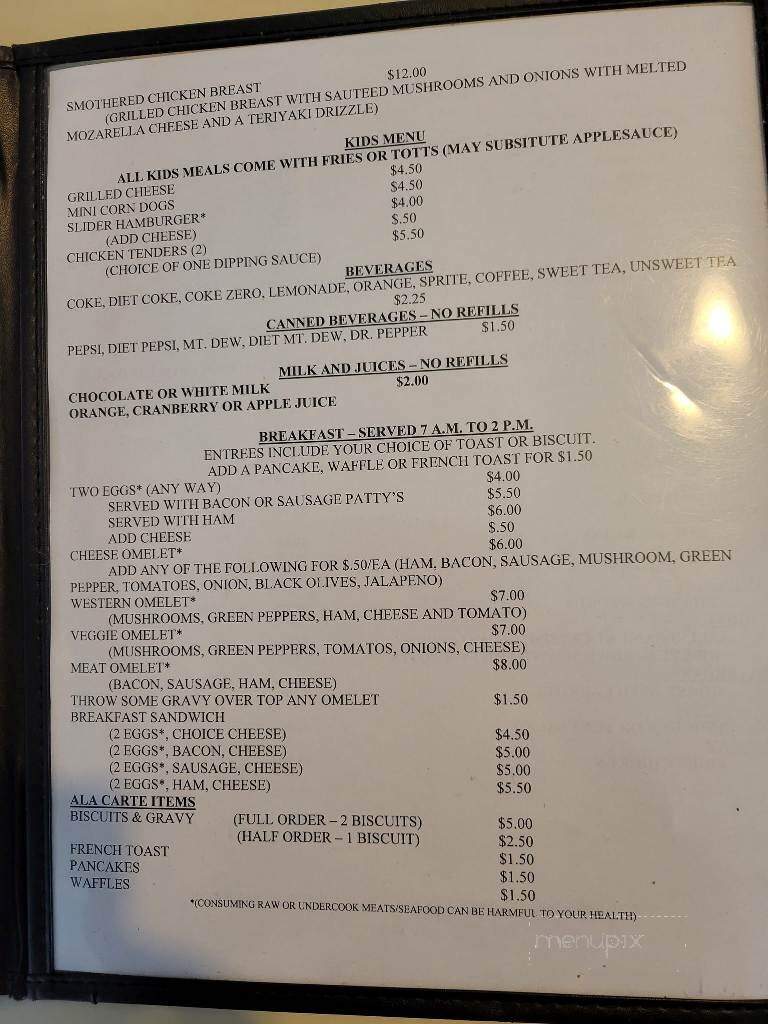 SMOTHERED CHICKEN BREAST $12.00
(GRILLED CHICKEN BREAST WITH SAUTEED MUSHROOMS AND ONIONS WITH MELTED
MOZARELLA CHEESE AND A TERIYAKI DRIZZLE)
KIDS MENU
ALL KIDS MEALS COME WITH FRIES OR TOTTS (MAY SUBSITUTE APPLESAUCE)
GRILLED CHEESE $4.50
MINI CORN DOGS $4.50
SLIDER HAMBURGER* $4.00
(ADD CHEESE) $.50
CHICKEN TENDERS (2) $5.50
(CHOICE OF ONE DIPPING SAUCE)
BEVERAGES
COKE, DIET COKE, COKE ZERO, LEMONADE, ORANGE, SPRITE, COFFEE, SWEET TEA, UNSWEET TEA
$2.25
CANNED BEVERAGES – NO REFILLS
PEPSI, DIET PEPSI, MT. DEW, DIET MT. DEW, DR. PEPPER $1.50
MILK AND JUICES – NO REFILLS
CHOCOLATE OR WHITE MILK $2.00
ORANGE, CRANBERRY OR APPLE JUICE
BREAKFAST – SERVED 7 A.M. TO 2 P.M.
ENTREES INCLUDE YOUR CHOICE OF TOAST OR BISCUIT.
ADD A PANCAKE, WAFFLE OR FRENCH TOAST FOR $1.50
TWO EGGS* (ANY WAY) $4.00
SERVED WITH BACON OR SAUSAGE PATTY'S $5.50
SERVED WITH HAM $6.00
ADD CHEESE $.50
CHEESE OMELET* $6.00
ADD ANY OF THE FOLLOWING FOR $.50/EA (HAM, BACON, SAUSAGE, MUSHROOM, GREEN
PEPPER, TOMATOES, ONION, BLACK OLIVES, JALAPENO)
WESTERN OMELET* $7.00
(MUSHROOMS, GREEN PEPPERS, HAM, CHEESE AND TOMATO)
VEGGIE OMELET* $7.00
(MUSHROOMS, GREEN PEPPERS, TOMATOS, ONIONS, CHEESE)
MEAT OMELET* $8.00
(BACON, SAUSAGE, HAM, CHEESE)
THROW SOME GRAVY OVER TOP ANY OMELET $1.50
BREAKFAST SANDWICH
(2 EGGS*, CHOICE CHEESE) $4.50
(2 EGGS*, BACON, CHEESE) $5.00
(2 EGGS*, SAUSAGE, CHEESE) $5.00
(2 EGGS*, HAM, CHEESE) $5.50
ALA CARTE ITEMS
BISCUITS & GRAVY (FULL ORDER – 2 BISCUITS) $5.00
(HALF ORDER – 1 BISCUIT) $2.50
FRENCH TOAST $1.50
PANCAKES $1.50
WAFFLES $1.50
*(CONSUMING RAW OR UNDERCOOK MEATS/SEAFOOD CAN BE HARMFUL TO YOUR HEALTH)
menupix